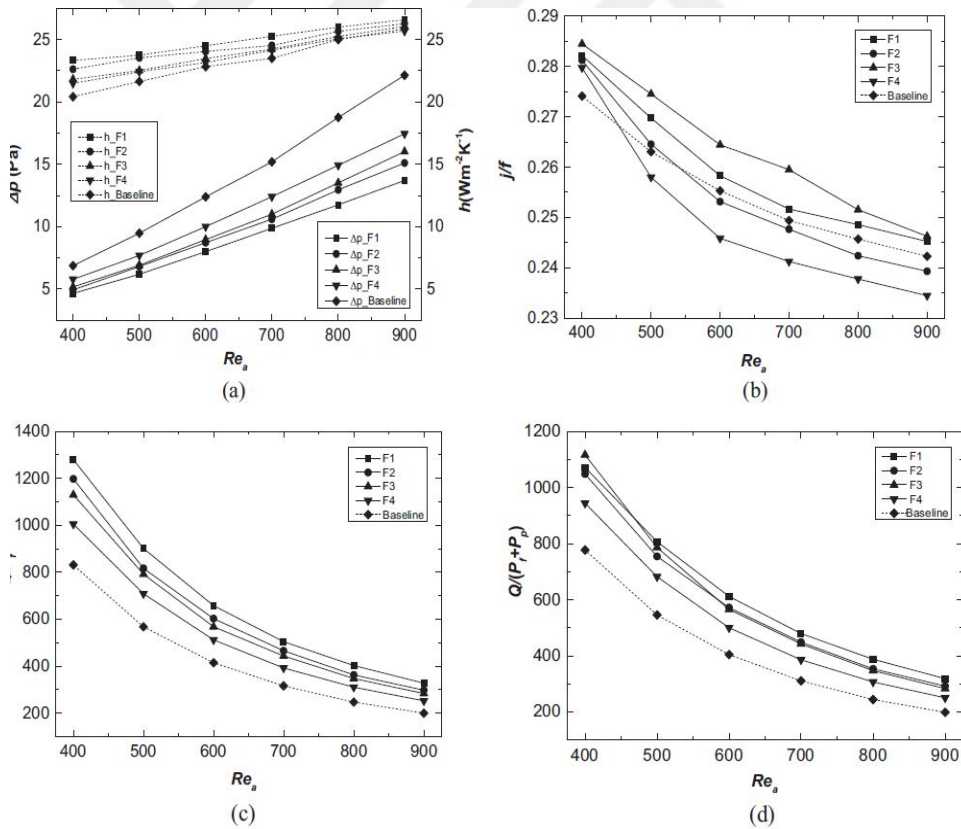 25
20
15
10
5
Δp (Pa)
h_F1
h_F2
h_F3
h_F4
h_Baseline
Δp_F1
Δp_F2
Δp_F3
Δp_F4
Δp_Baseline
25
20
15
10
5
h(Wm⁻²K⁻¹)
400 500 600 700 800 900
Re_a
(a)
0.29
0.28
0.27
0.26
0.25
0.24
0.23
j/f
F1
F2
F3
F4
Baseline
400 500 600 700 800 900
Re_a
(b)
1400
1200
1000
800
600
400
200
F1
F2
F3
F4
Baseline
400 500 600 700 800 900
Re_a
(c)
1200
1000
800
600
400
200
Q/(P_f+P_p)
F1
F2
F3
F4
Baseline
400 500 600 700 800 900
Re_a
(d)